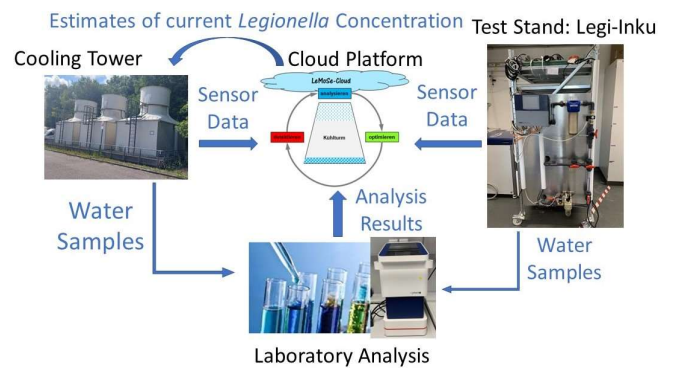 Estimates of current Legionella Concentration
Test Stand: Legi-Inku
Cooling Tower
Cloud Platform
LeMoSe-Cloud
analysieren
Sensor
Data
Sensor
Data
Kühlturm
optimieren
Analysis
Results
Water
Samples
Water
Samples
Laboratory Analysis